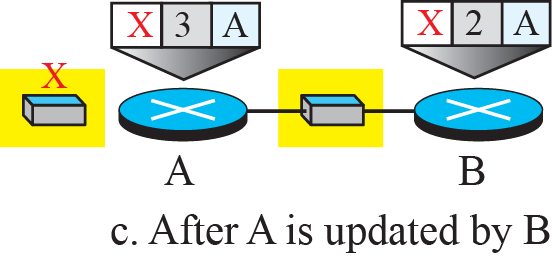 X 3 A
X 2 A
X
A
B
c. After A is updated by B